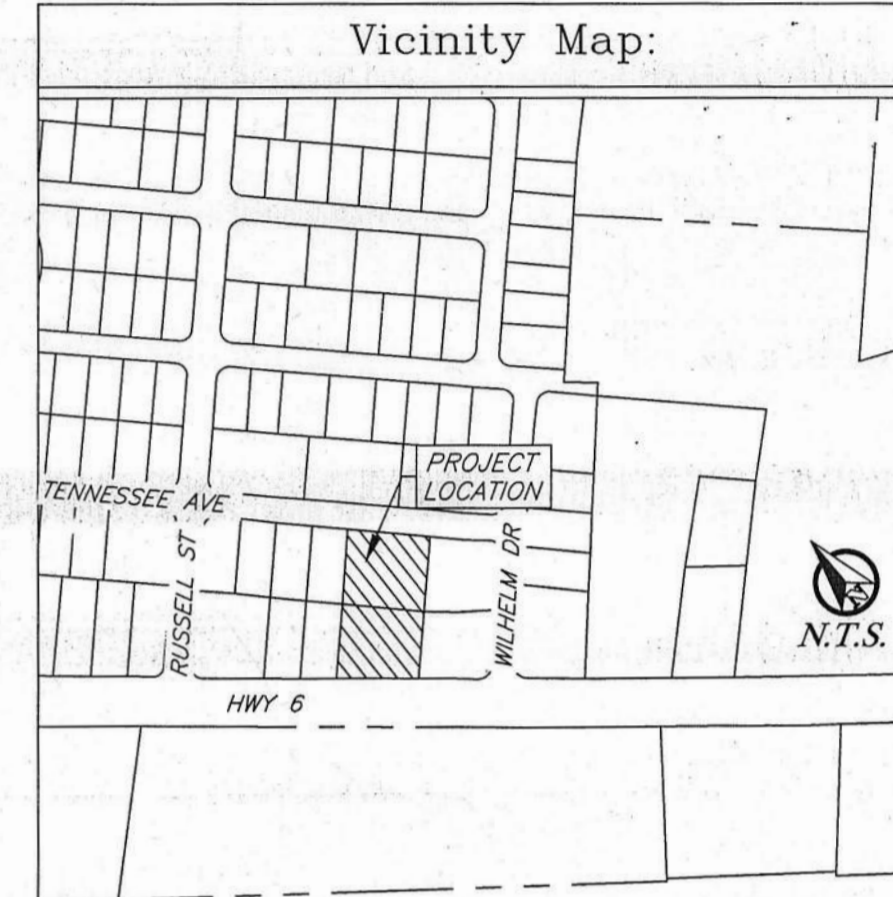 Vicinity Map:
PROJECT
LOCATION
TENNESSEE AVE
RUSSELL ST
WILHELM DR
N.T.S.
HWY 6